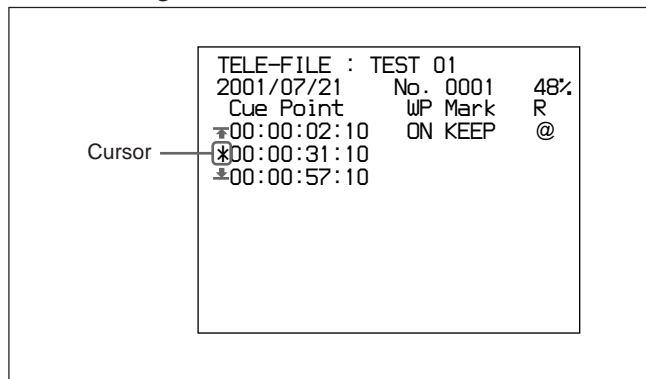 TELE-FILE : TEST 01
2001/07/21 No. 0001 48%
Cue Point WP Mark R
00:00:02:10 ON KEEP @
Cursor *00:00:31:10
00:00:57:10